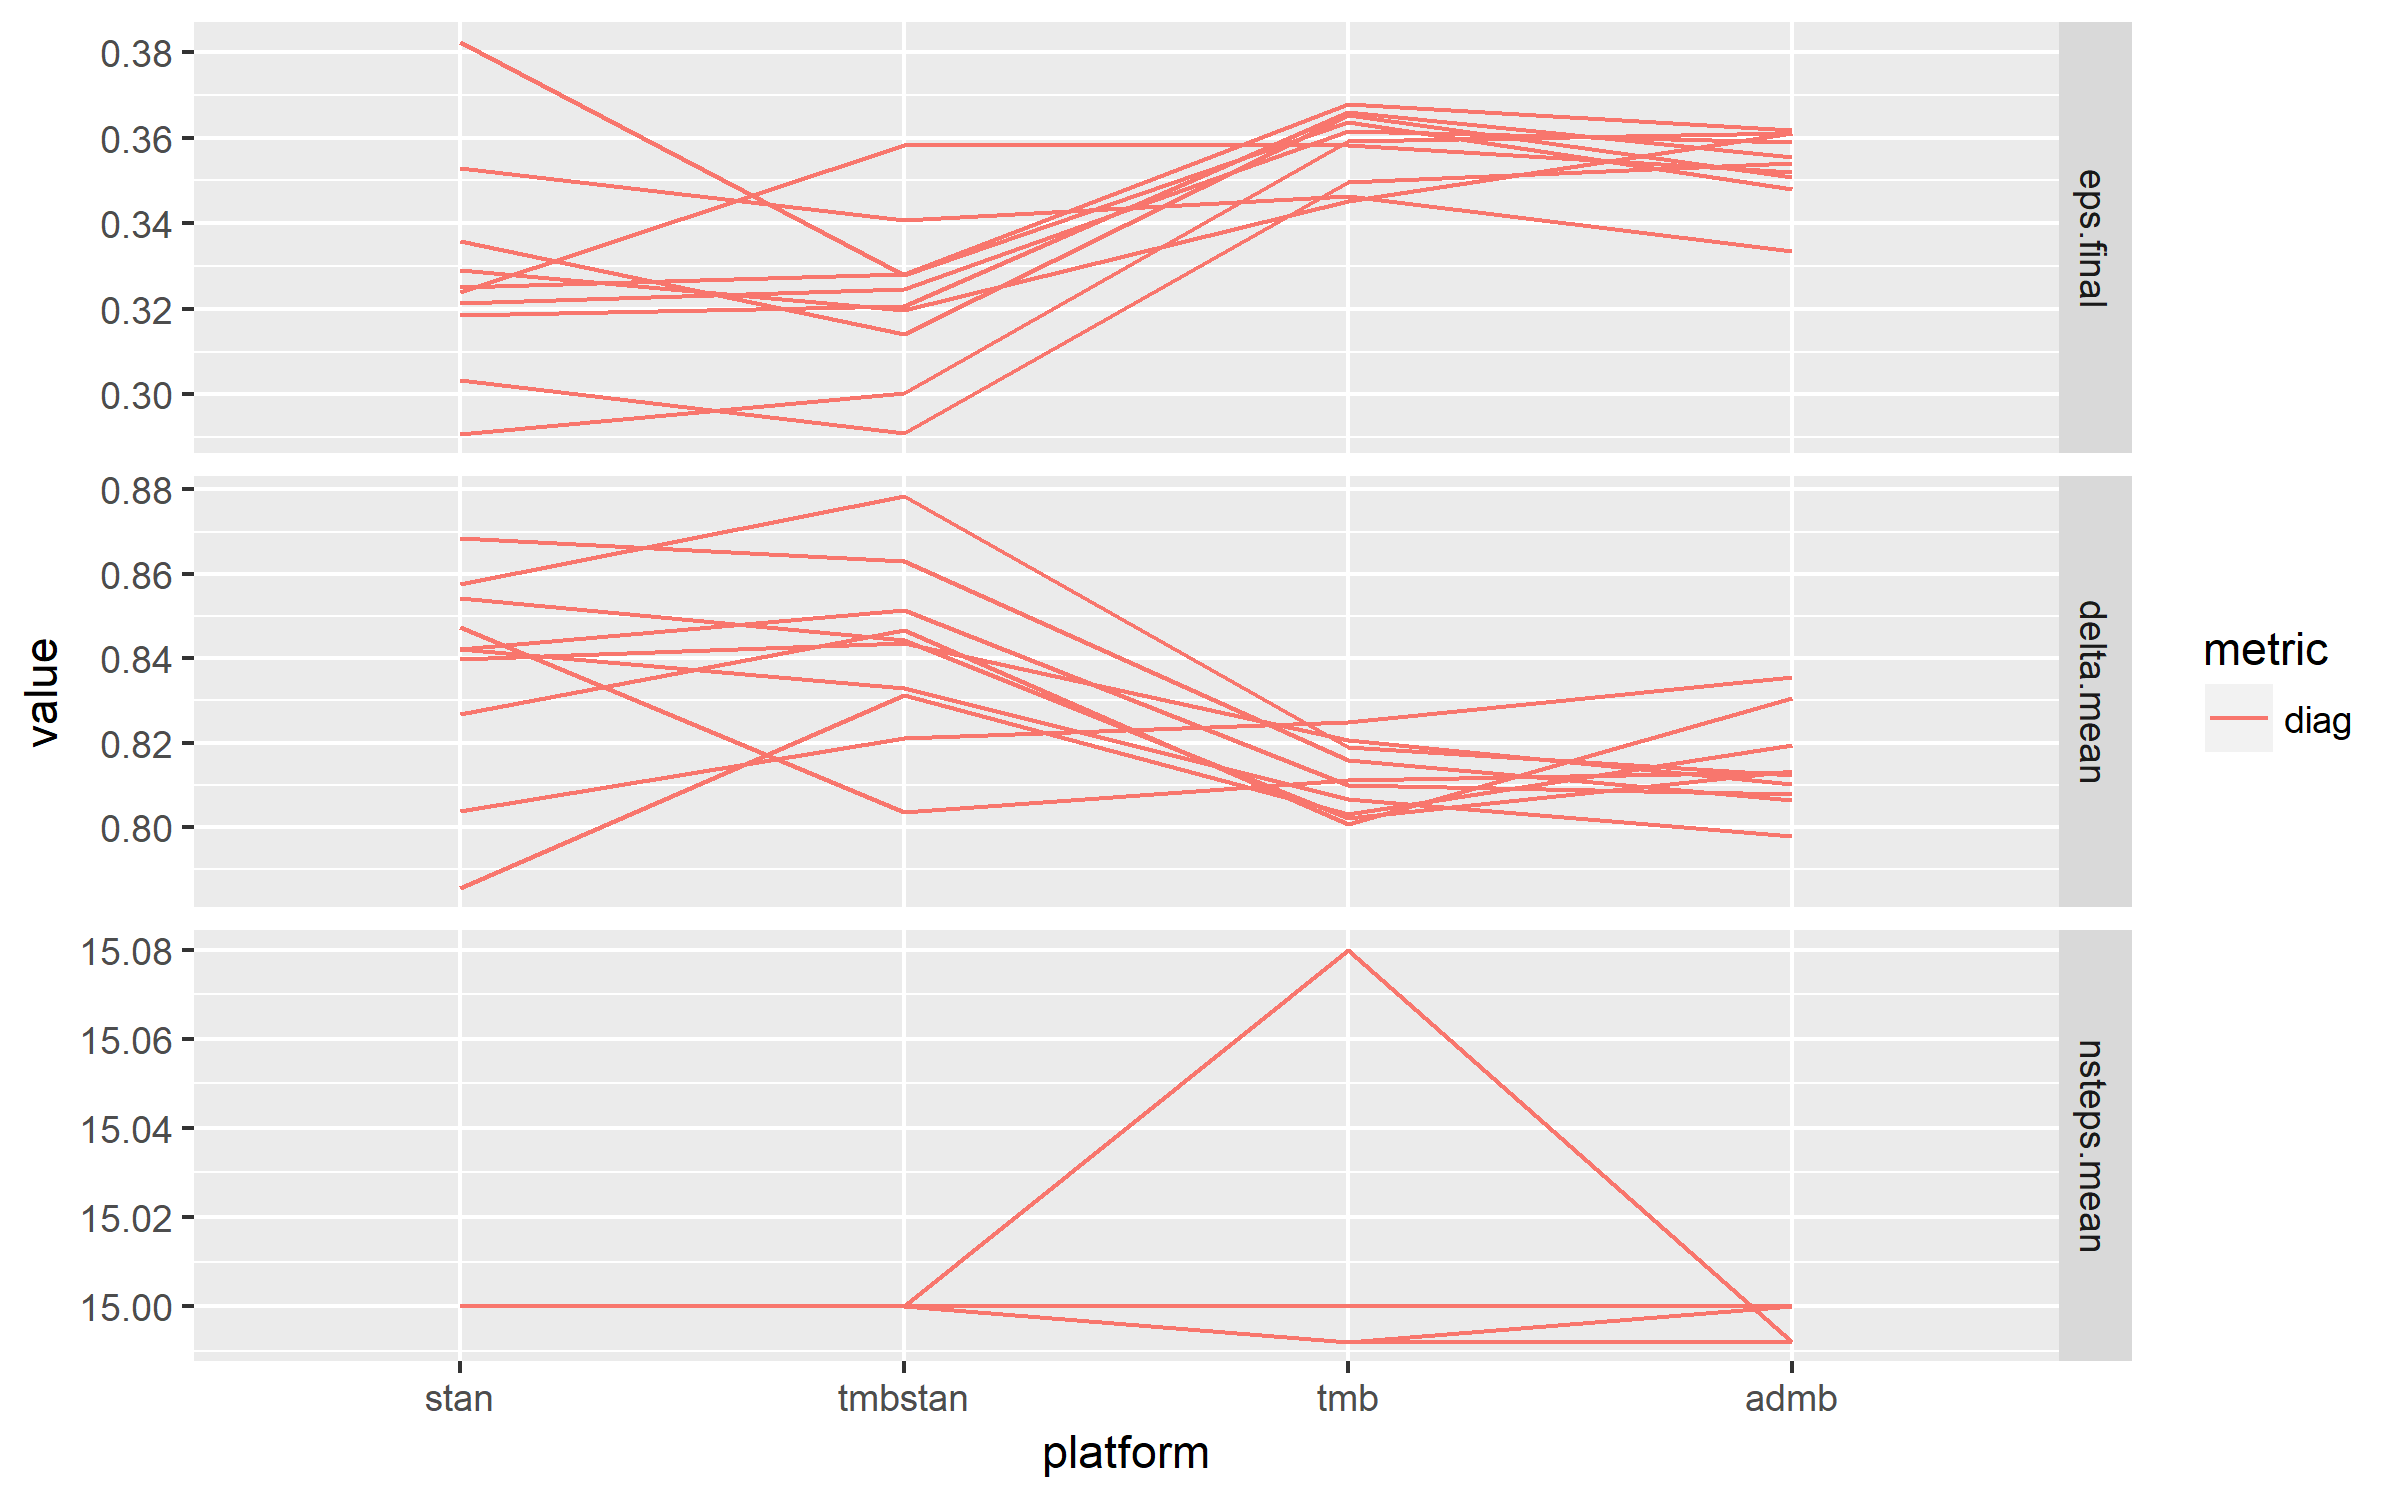 0.38
0.36
0.34
0.32
0.30
eps.final
0.88
0.86
0.84
0.82
0.80
delta.mean
15.08
15.06
15.04
15.02
15.00
nsteps.mean
value
stan tmbstan tmb admb
platform
metric
diag